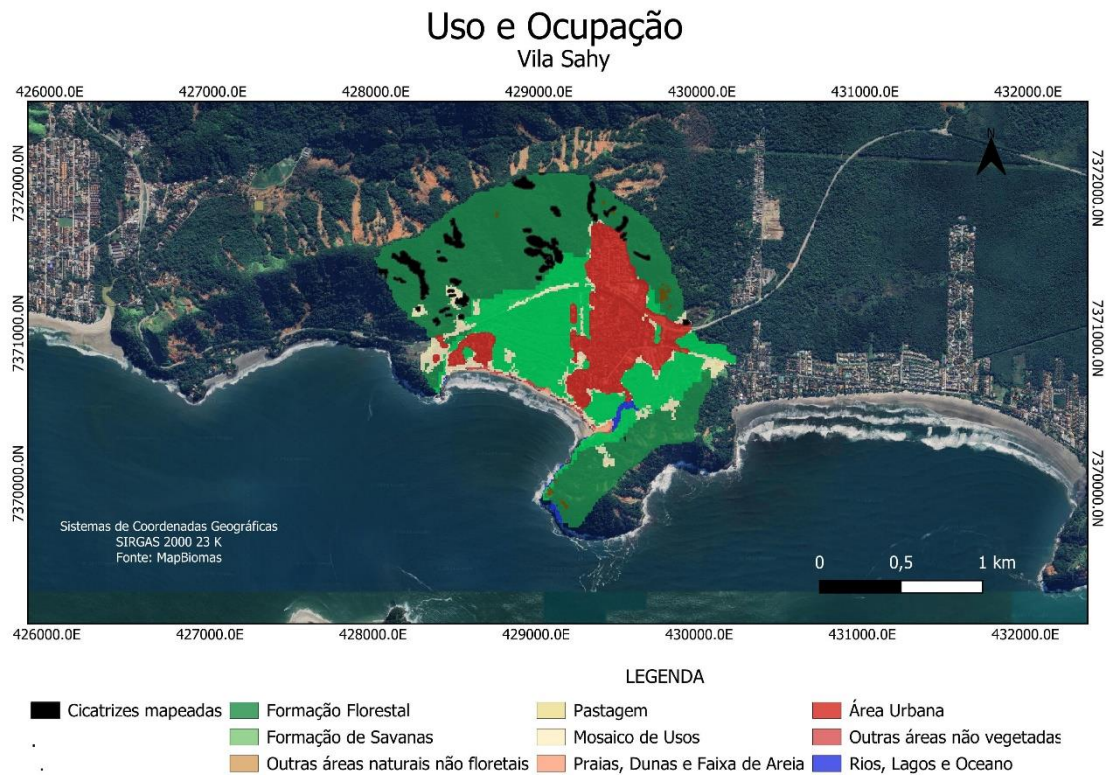 Uso e Ocupação
Vila Sahy
426000.0E 427000.0E 428000.0E 429000.0E 430000.0E 431000.0E 432000.0E
7372000.0N
7371000.0N
7370000.0N
N
7372000.0N
7371000.0N
7370000.0N
Sistemas de Coordenadas Geográficas
SIRGAS 2000 23 K
Fonte: MapBiomas
0 0,5 1 km
426000.0E 427000.0E 428000.0E 429000.0E 430000.0E 431000.0E 432000.0E
LEGENDA
Cicatrizes mapeadas Formação Florestal Pastagem Área Urbana
. Formação de Savanas Mosaico de Usos Outras áreas não vegetadas
. Outras áreas naturais não floretais Praias, Dunas e Faixa de Areia Rios, Lagos e Oceano